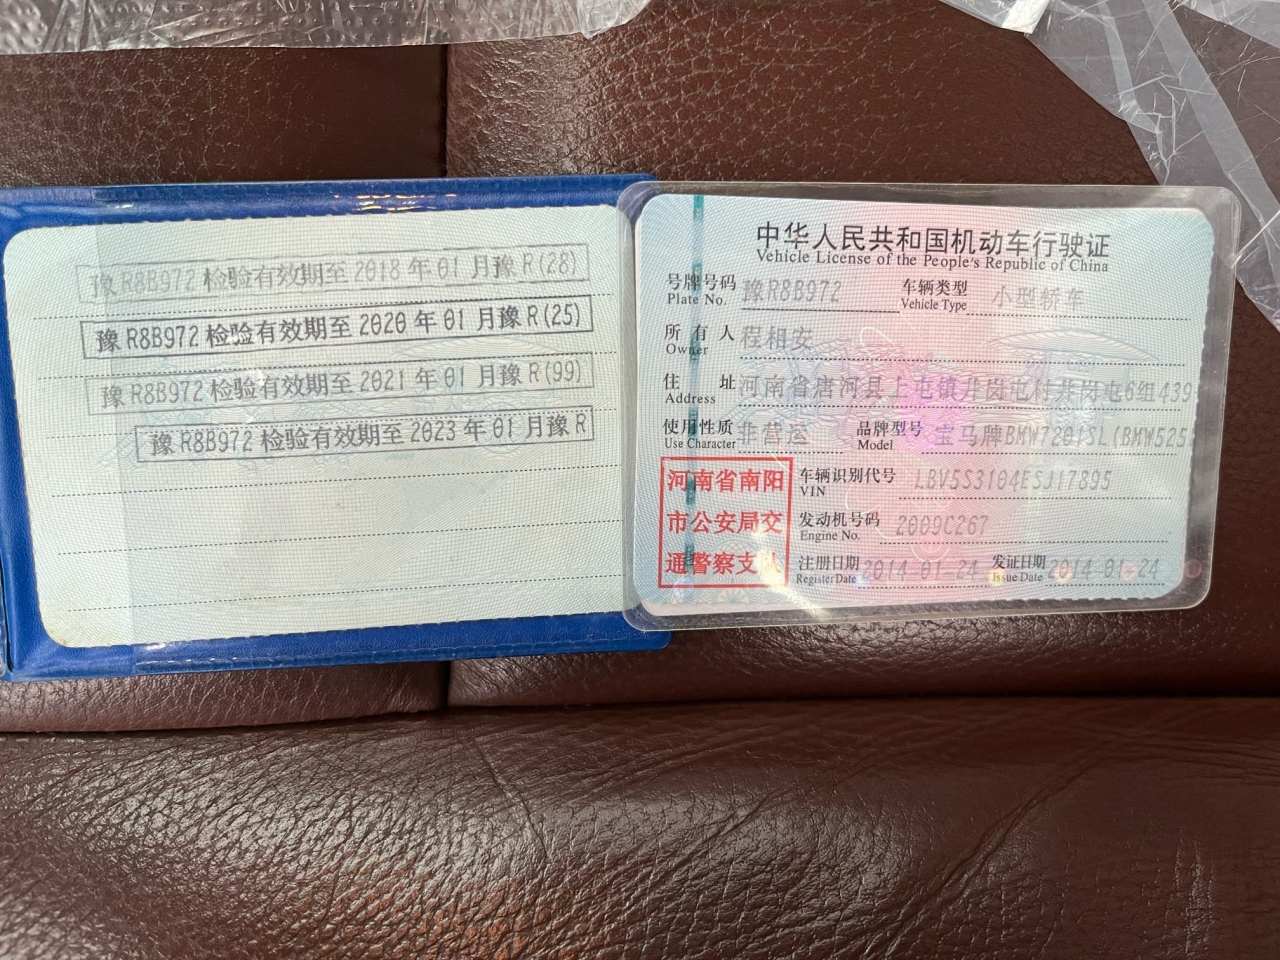 豫R8B972检验有效期至2018年01月豫R(28)
豫R8B972检验有效期至2020年01月豫R(25)
豫R8B972检验有效期至2021年01月豫R(99)
豫R8B972检验有效期至2023年01月豫R
中华人民共和国机动车行驶证
Vehicle License of the People's Republic of China
号牌号码 豫R8B972 车辆类型 小型轿车
Plate No. Vehicle Type
所有人 程相安
Owner
住址 河南省唐河县上屯镇井岗屯村井岗屯6组439
Address
使用性质 非营运 品牌型号 宝马牌BMW7201SL(BMW525
Use Character Model
河南省南阳
市公安局交
通警察支队
车辆识别代号 LBV5S3104ESJ17895
VIN
发动机号码 2009C267
Engine No.
注册日期 2014-01-24 发证日期 2014-01-24
Register Date Issue Date